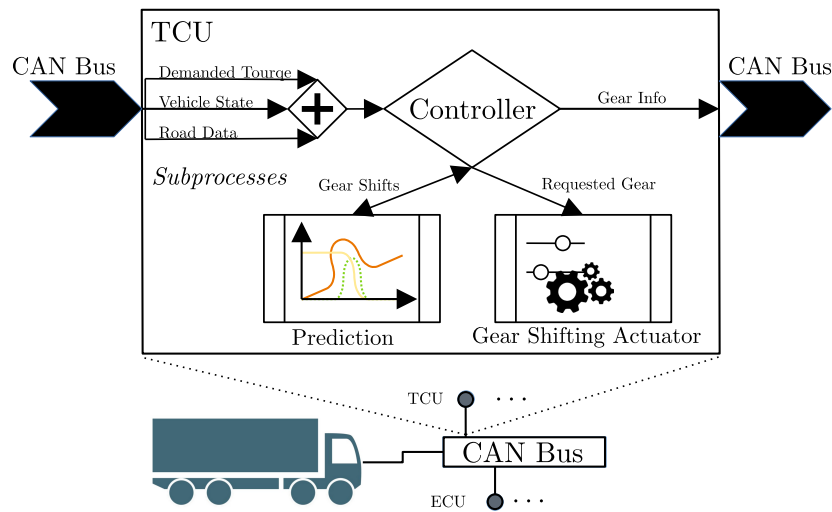 TCU
CAN Bus
CAN Bus
Demanded Tourqe
Vehicle State
Road Data
Controller
Gear Info
Subprocesses
Gear Shifts
Requested Gear
Prediction
Gear Shifting Actuator
TCU
. . .
CAN Bus
ECU
. . .